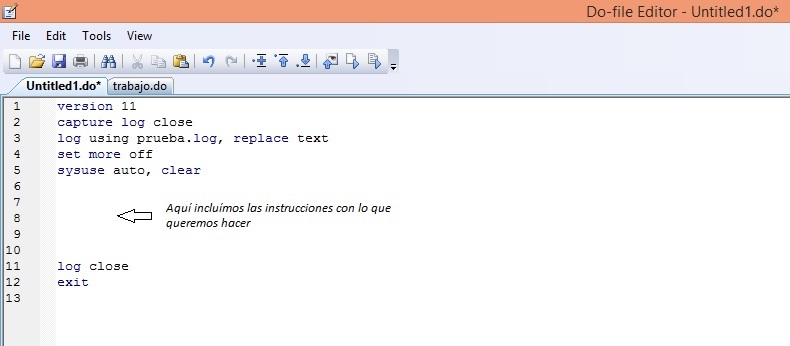 Do-file Editor - Untitled1.do*
File Edit Tools View
Untitled1.do* trabajo.do
1 version 11
2 capture log close
3 log using prueba.log, replace text
4 set more off
5 sysuse auto, clear
6
7
Aquí incluímos las instrucciones con lo que
8
queremos hacer
9
10
11 log close
12 exit
13